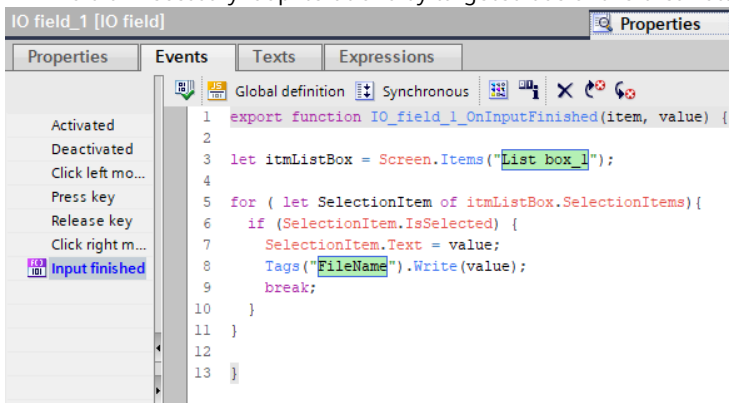 IO field_1 [IO field]
Properties
Properties Events Texts Expressions
Global definition Synchronous
Activated
Deactivated
Click left mo...
Press key
Release key
Click right m...
Input finished
1 export function IO_field_1_OnInputFinished(item, value) {
2
3 let itmListBox = Screen.Items("List box_1");
4
5 for ( let SelectionItem of itmListBox.SelectionItems){
6 if (SelectionItem.IsSelected) {
7 SelectionItem.Text = value;
8 Tags("FileName").Write(value);
9 break;
10 }
11 }
12
13 }